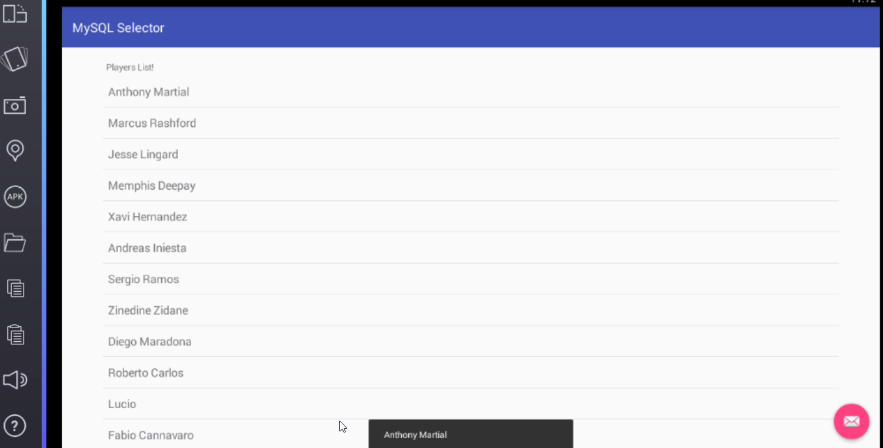 MySQL Selector
Players List!
Anthony Martial
Marcus Rashford
Jesse Lingard
Memphis Deepay
Xavi Hernandez
Andreas Iniesta
Sergio Ramos
Zinedine Zidane
Diego Maradona
Roberto Carlos
Lucio
Fabio Cannavaro
Anthony Martial
APK
?